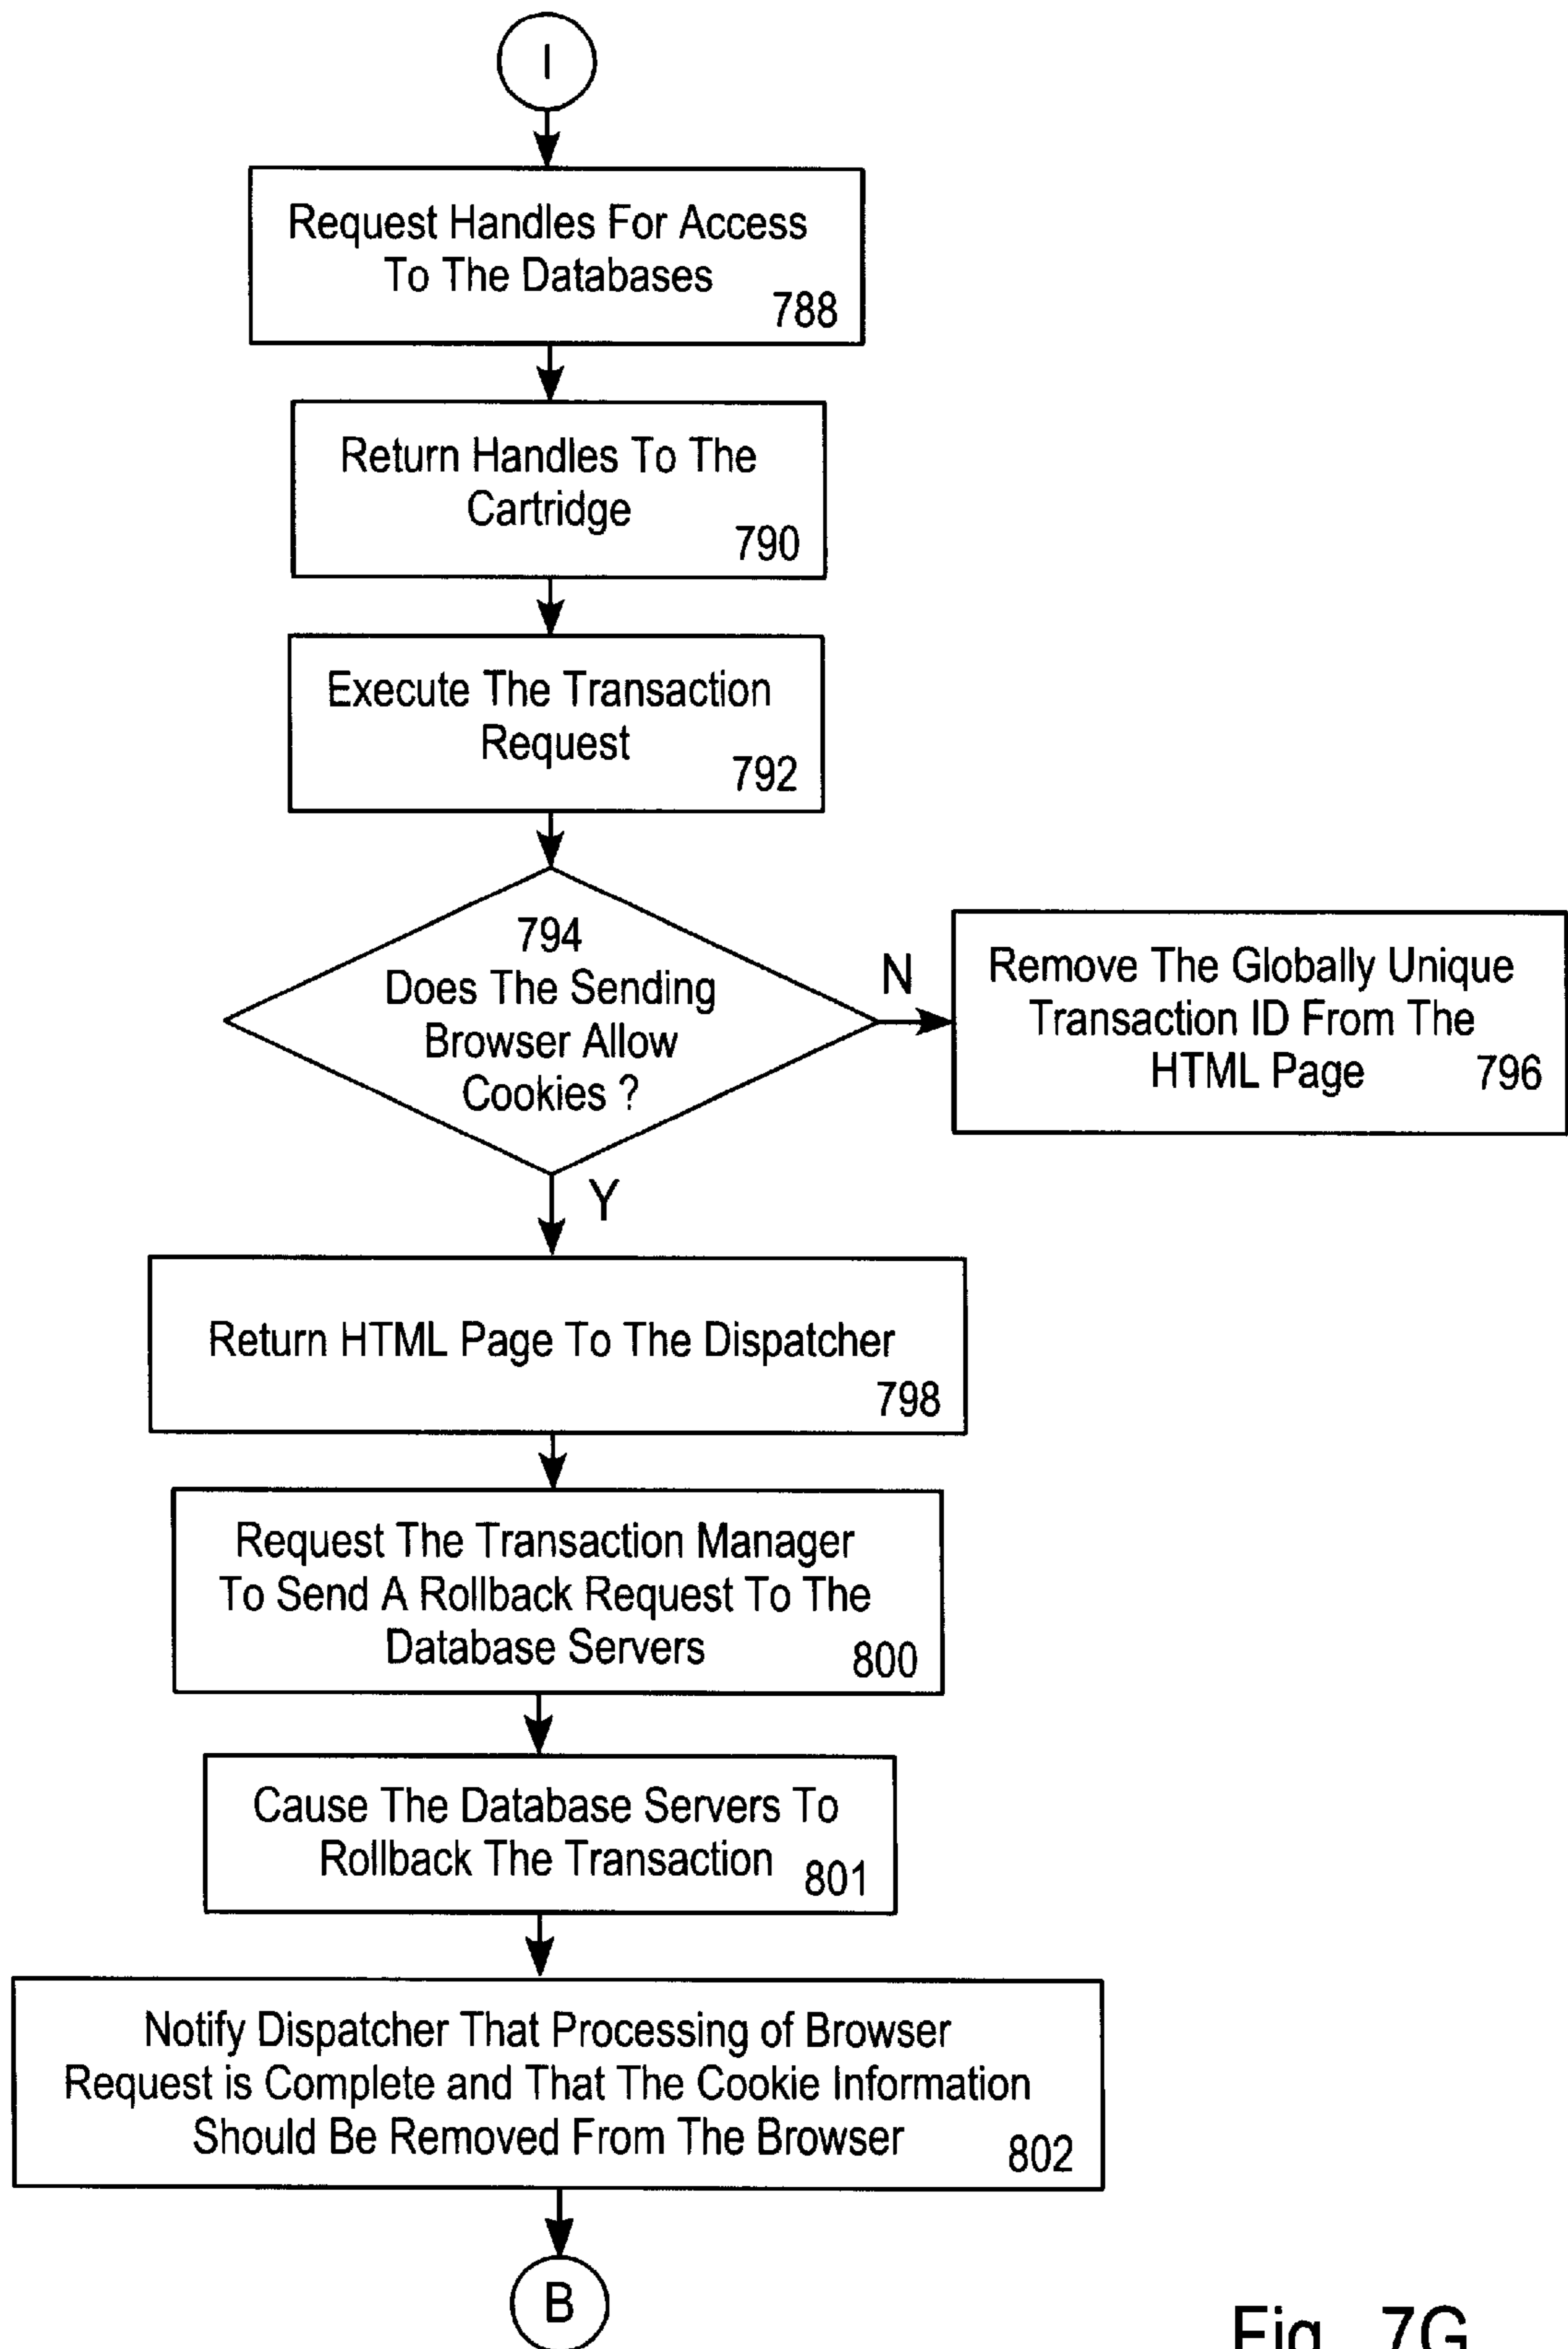 I
Request Handles For Access
To The Databases
788
Return Handles To The
Cartridge
790
Execute The Transaction
Request
792
794
Does The Sending
Browser Allow
Cookies ?
N
Remove The Globally Unique
Transaction ID From The
HTML Page 796
Y
Return HTML Page To The Dispatcher
798
Request The Transaction Manager
To Send A Rollback Request To The
Database Servers 800
Cause The Database Servers To
Rollback The Transaction 801
Notify Dispatcher That Processing of Browser
Request is Complete and That The Cookie Information
Should Be Removed From The Browser 802
B
Fig. 7G